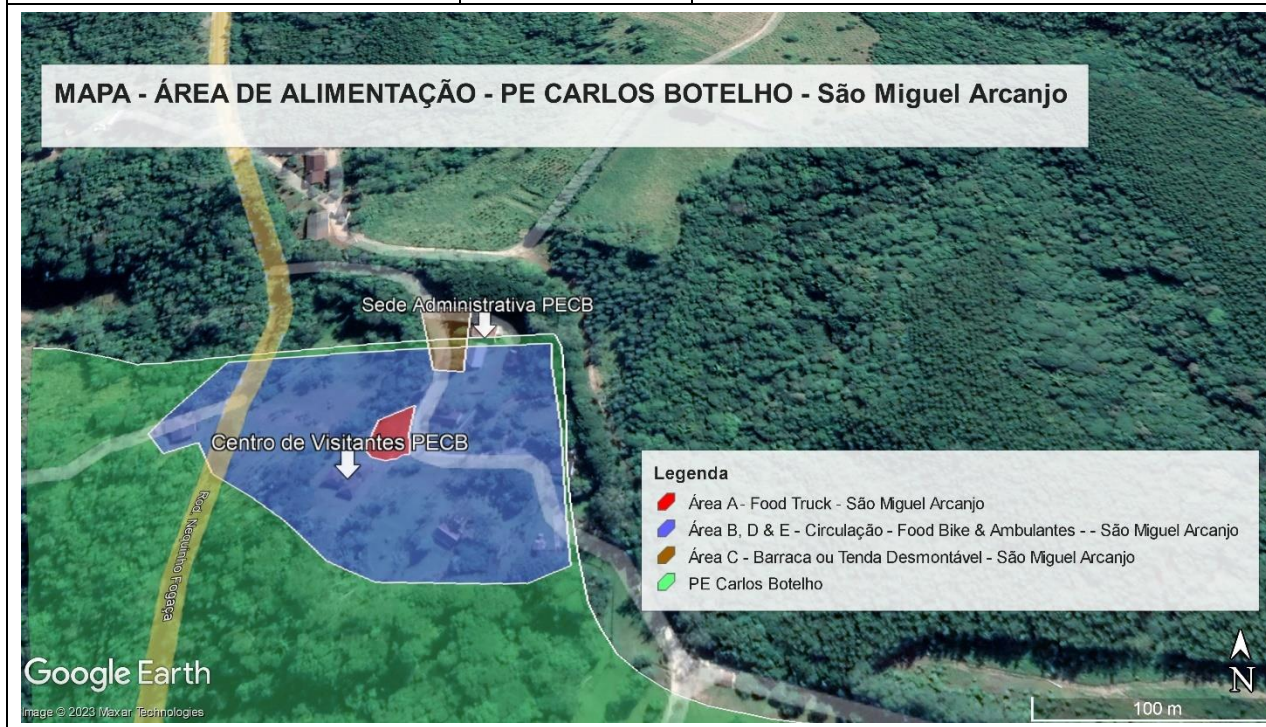 MAPA - ÁREA DE ALIMENTAÇÃO - PE CARLOS BOTELHO - São Miguel Arcanjo
Sede Administrativa PECB
Centro de Visitantes PECB
Rod. Nequinho Fogaça
Legenda
Área A - Food Truck - São Miguel Arcanjo
Área B, D & E - Circulação - Food Bike & Ambulantes - - São Miguel Arcanjo
Área C - Barraca ou Tenda Desmontável - São Miguel Arcanjo
PE Carlos Botelho
Google Earth
Image © 2023 Maxar Technologies
N
100 m